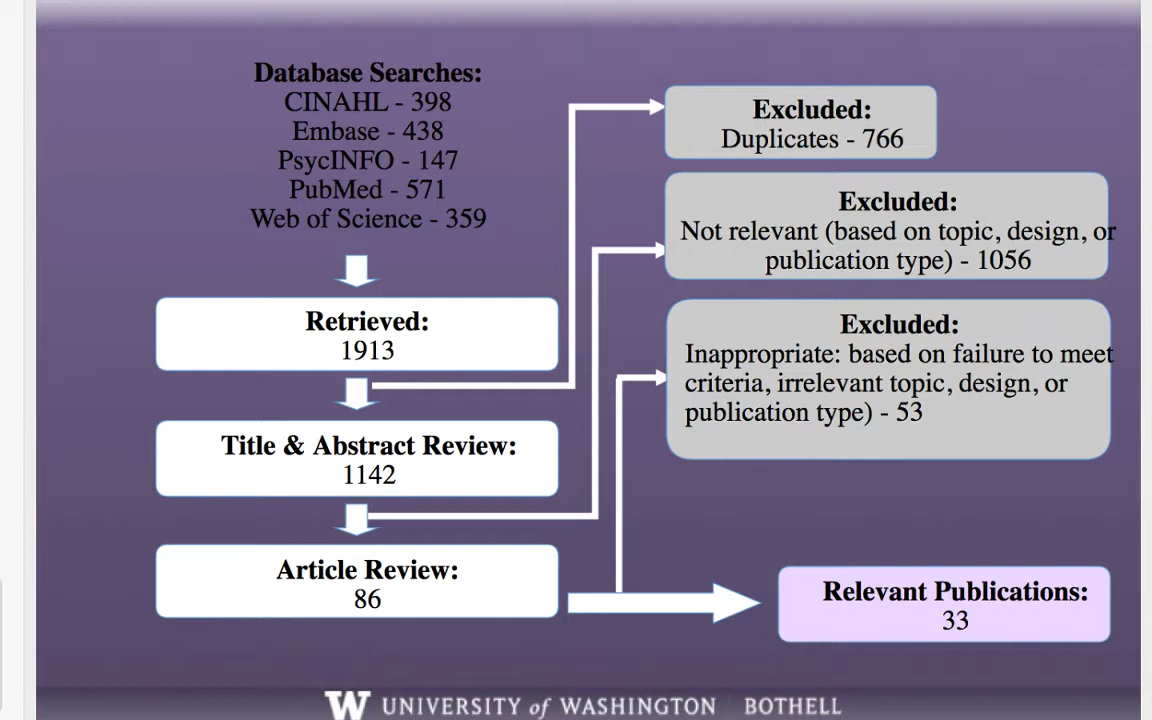 Database Searches:
CINAHL - 398
Embase - 438
PsycINFO - 147
PubMed - 571
Web of Science - 359
Retrieved:
1913
Title & Abstract Review:
1142
Article Review:
86
Excluded:
Duplicates - 766
Excluded:
Not relevant (based on topic, design, or
publication type) - 1056
Excluded:
Inappropriate: based on failure to meet
criteria, irrelevant topic, design, or
publication type) - 53
Relevant Publications:
33
W UNIVERSITY of WASHINGTON BOTHELL